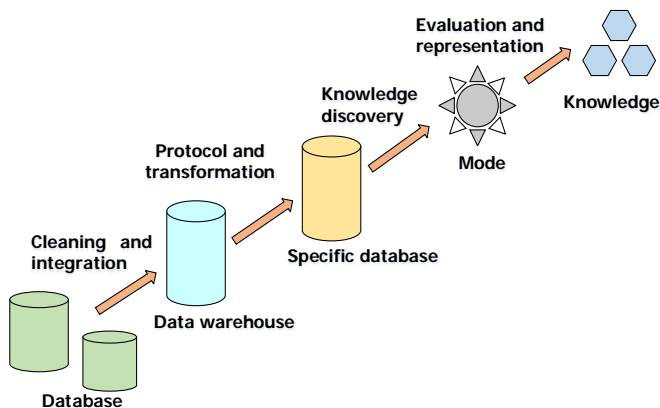 Evaluation and
representation
Knowledge
Knowledge
discovery
Mode
Protocol and
transformation
Specific database
Cleaning and
integration
Data warehouse
Database